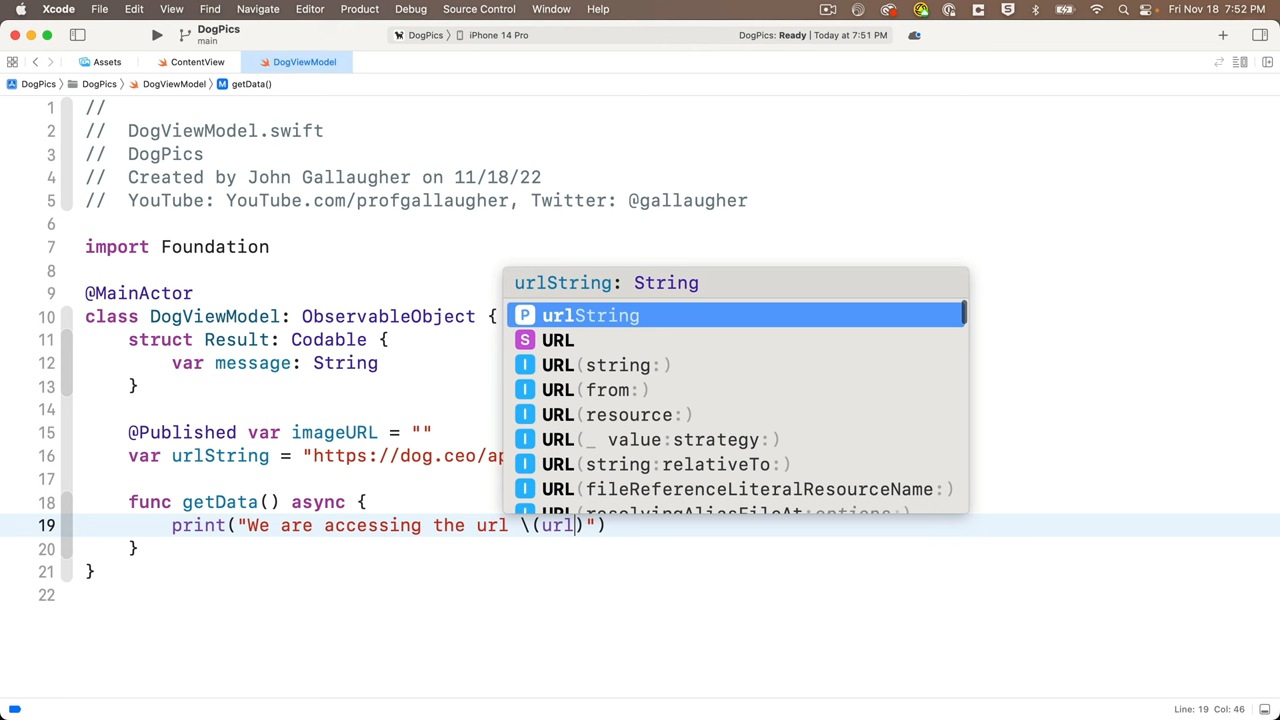 Xcode File Edit View Find Navigate Editor Product Debug Source Control Window Help Fri Nov 18 7:52 PM
DogPics
main
DogPics 〉 iPhone 14 Pro
DogPics: Ready | Today at 7:51 PM
Assets ContentView DogViewModel
DogPics 〉 DogPics 〉 DogViewModel 〉 M getData()
1 //
2 // DogViewModel.swift
3 // DogPics
4 // Created by John Gallaugher on 11/18/22
5 // YouTube: YouTube.com/profgallaugher, Twitter: @gallaugher
6
7 import Foundation
8
9 @MainActor
10 class DogViewModel: ObservableObject {
11 struct Result: Codable {
12 var message: String
13 }
14
15 @Published var imageURL = ""
16 var urlString = "https://dog.ceo/ap
17
18 func getData() async {
19 print("We are accessing the url \(url)")
20 }
21 }
22
urlString: String
P urlString
S URL
I URL(string:)
I URL(from:)
I URL(resource:)
I URL(_ value:strategy:)
I URL(string:relativeTo:)
I URL(fileReferenceLiteralResourceName:)
I URL(resolvingAliasFileAt:options:)
Line: 19 Col: 46